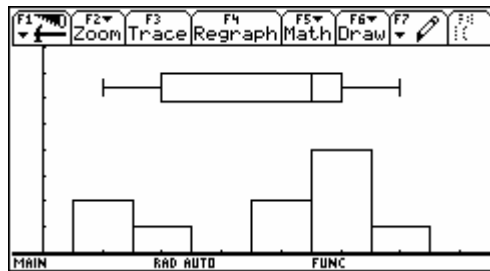 F1 F2 F3 F4 F5 F6 F7
Zoom Trace Regraph Math Draw
MAIN RAD AUTO FUNC